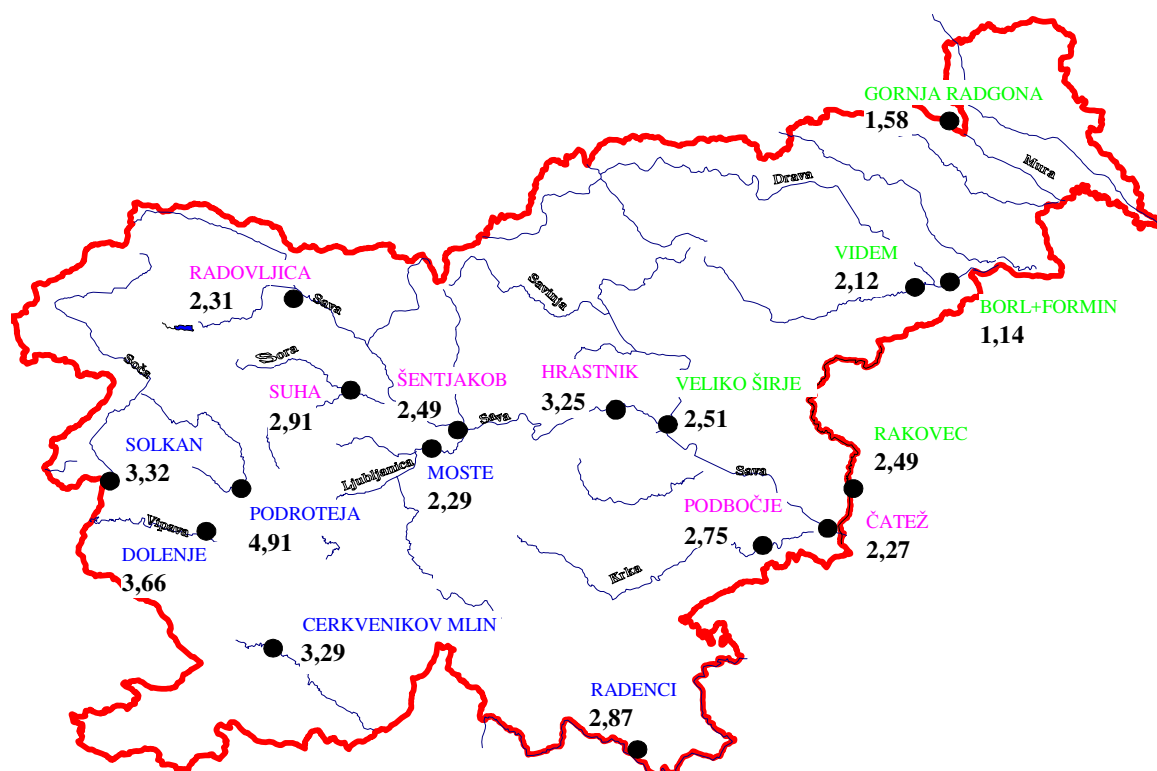 GORNJA RADGONA
1,58
Mura
Drava
VIDEM
2,12
BORL+FORMIN
1,14
RADOVLJICA
2,31
Sava
Savinja
Soča
Sora
SUHA
2,91
ŠENTJAKOB
2,49
HRASTNIK
3,25
VELIKO ŠIRJE
2,51
Sava
SOLKAN
3,32
Ljubljanica
MOSTE
2,29
Sava
RAKOVEC
2,49
PODBOČJE
2,75
ČATEŽ
2,27
Vipava
PODROTEJA
4,91
DOLENJE
3,66
Krka
CERKVENIKOV MLIN
3,29
RADENCI
2,87